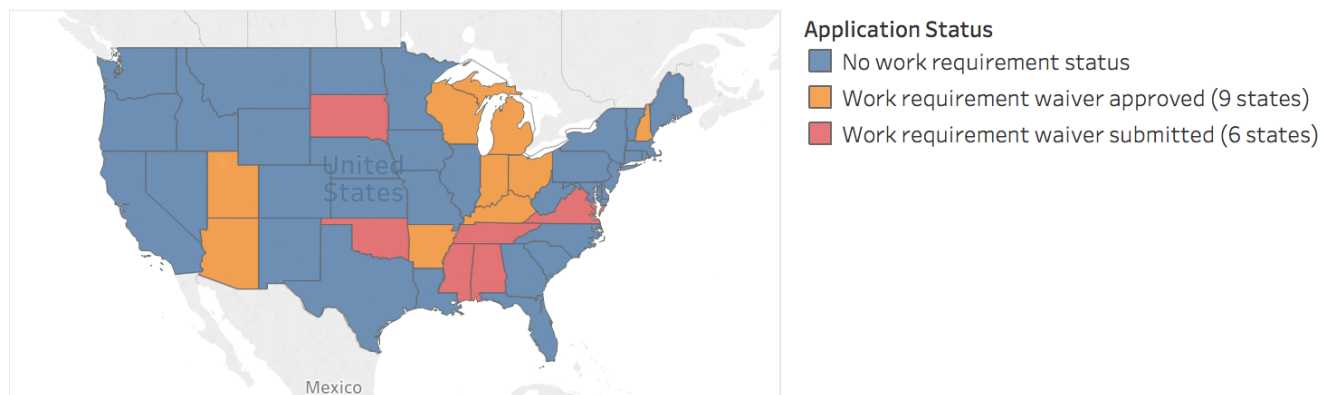 Application Status
No work requirement status
Work requirement waiver approved (9 states)
Work requirement waiver submitted (6 states)
United
States
Mexico